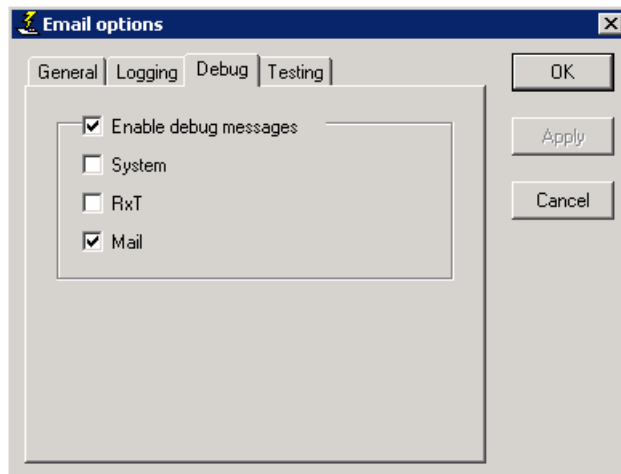 Email options
General Logging Debug Testing
Enable debug messages
System
RxT
Mail
OK
Apply
Cancel